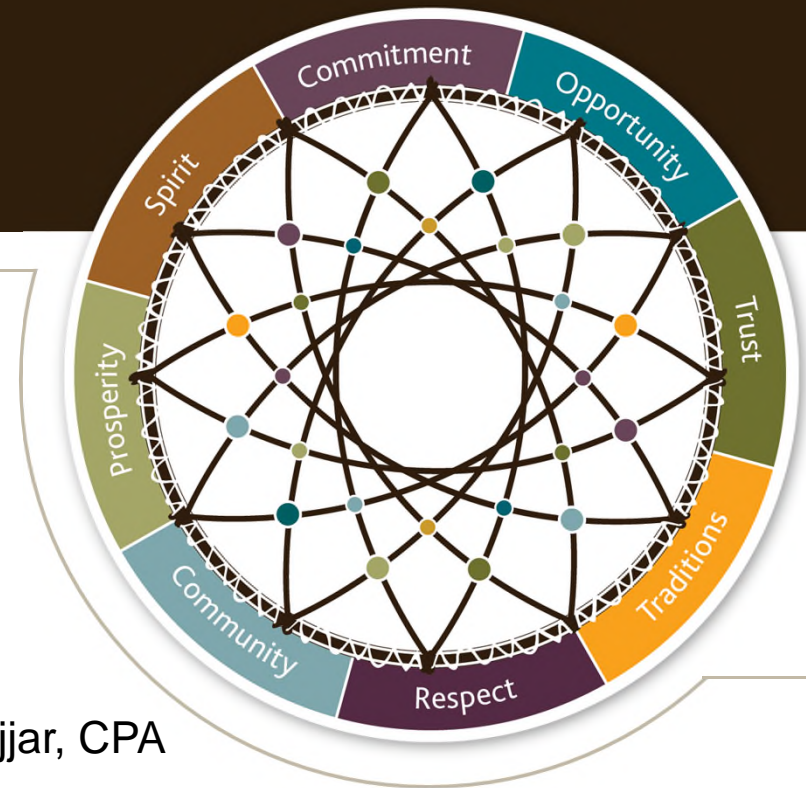 Commitment
Opportunity
Trust
Traditions
Respect
Community
Prosperity
Spirit
jjar, CPA